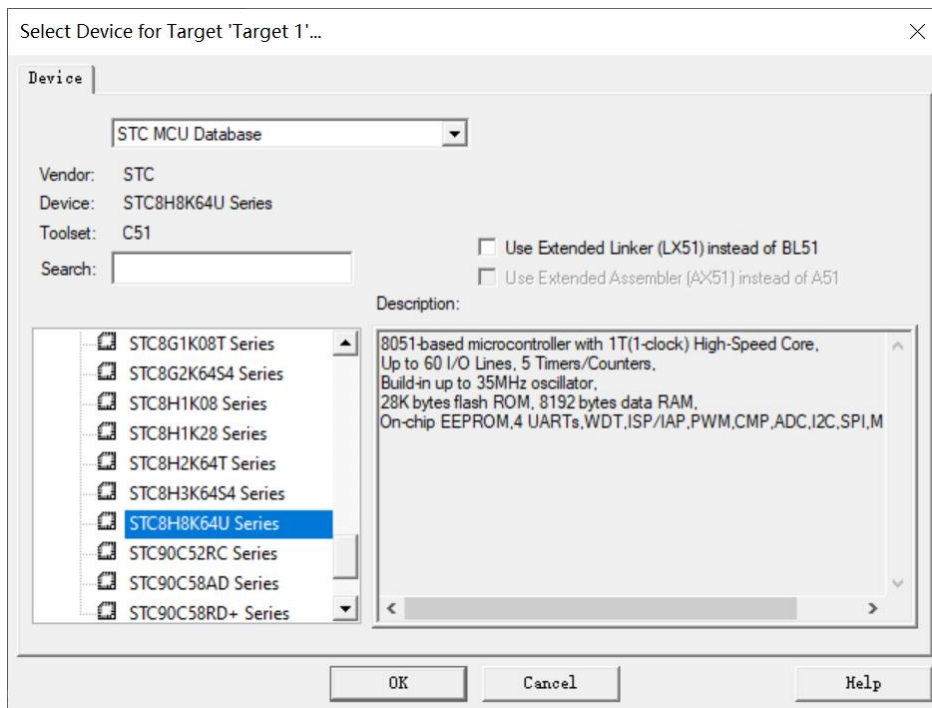 Select Device for Target 'Target 1'...
Device
STC MCU Database
Vendor: STC
Device: STC8H8K64U Series
Toolset: C51
Search:
Use Extended Linker (LX51) instead of BL51
Use Extended Assembler (AX51) instead of A51
Description:
STC8G1K08T Series
STC8G2K64S4 Series
STC8H1K08 Series
STC8H1K28 Series
STC8H2K64T Series
STC8H3K64S4 Series
STC8H8K64U Series
STC90C52RC Series
STC90C58AD Series
STC90C58RD+ Series
8051-based microcontroller with 1T(1-clock) High-Speed Core,
Up to 60 I/O Lines, 5 Timers/Counters,
Build-in up to 35MHz oscillator,
28K bytes flash ROM, 8192 bytes data RAM,
On-chip EEPROM,4 UARTs,WDT,ISP/IAP,PWM,CMP,ADC,I2C,SPI,M
OK
Cancel
Help